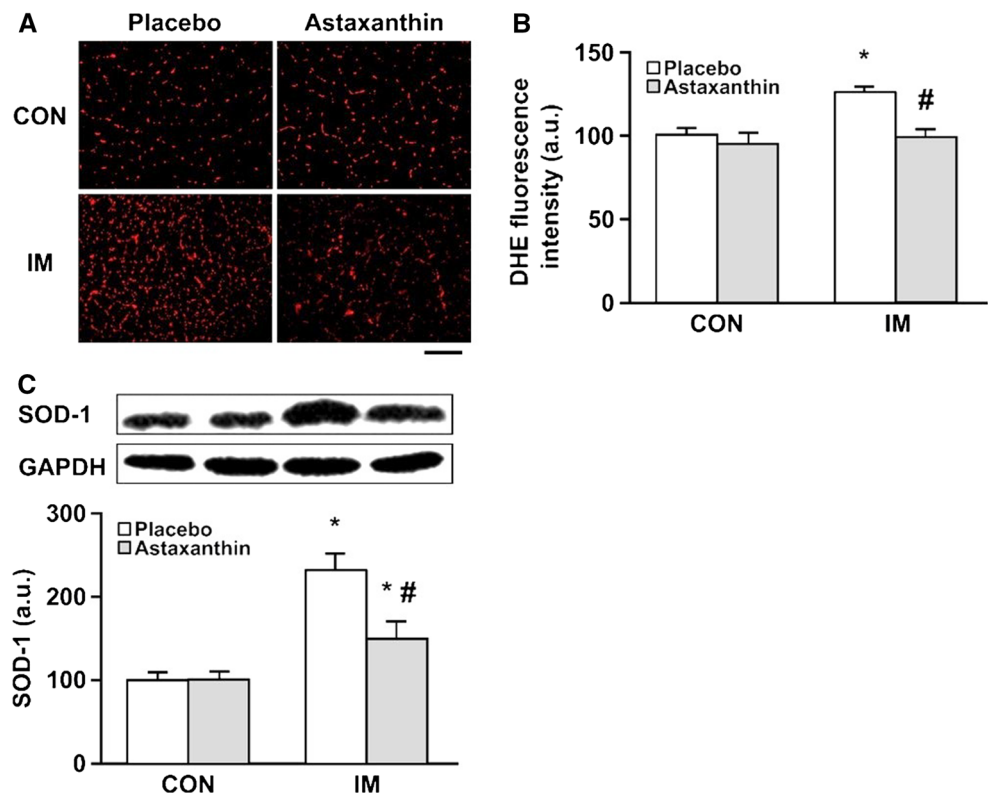 A
Placebo
Astaxanthin
CON
IM
B
150
100
50
0
DHE fluorescence
intensity (a.u.)
Placebo
Astaxanthin
*
#
CON
IM
C
SOD-1
GAPDH
300
200
100
0
SOD-1 (a.u.)
Placebo
Astaxanthin
*
* #
CON
IM